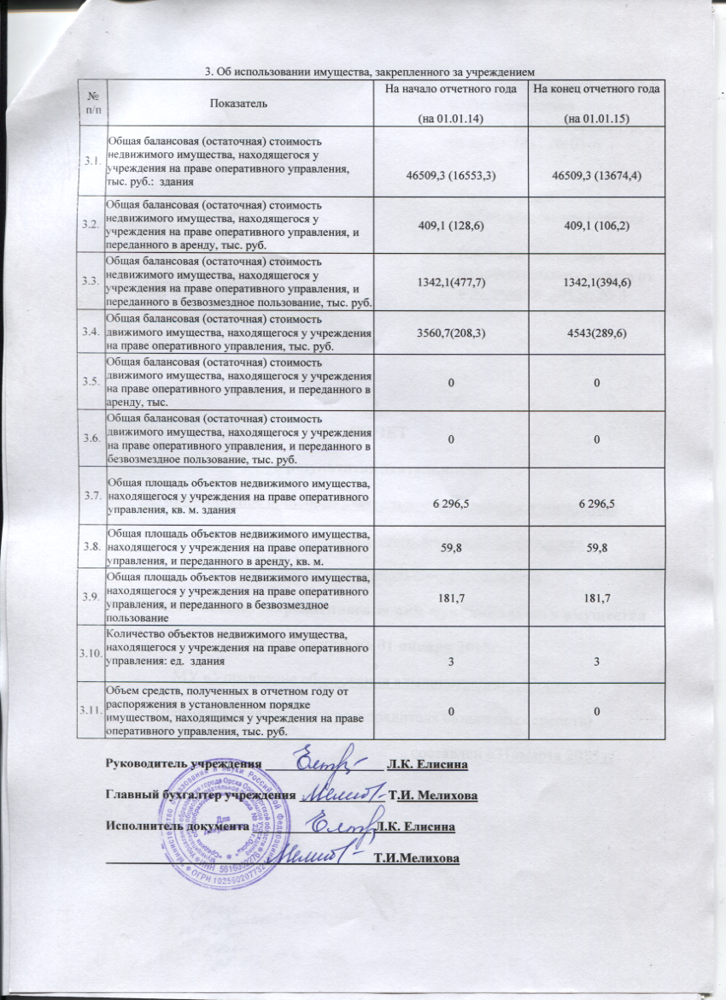 3. Об использовании имущества, закрепленного за учреждением
№ п/п
Показатель
На начало отчетного года
(на 01.01.14)
На конец отчетного года
(на 01.01.15)
3.1.
Общая балансовая (остаточная) стоимость
недвижимого имущества, находящегося у
учреждения на праве оперативного управления,
тыс. руб.: здания
46509,3 (16553,3)
46509,3 (13674,4)
3.2.
Общая балансовая (остаточная) стоимость
недвижимого имущества, находящегося у
учреждения на праве оперативного управления, и
переданного в аренду, тыс. руб.
409,1 (128,6)
409,1 (106,2)
3.3.
Общая балансовая (остаточная) стоимость
недвижимого имущества, находящегося у
учреждения на праве оперативного управления, и
переданного в безвозмездное пользование, тыс. руб.
1342,1(477,7)
1342,1(394,6)
3.4.
Общая балансовая (остаточная) стоимость
движимого имущества, находящегося у учреждения
на праве оперативного управления, тыс. руб.
3560,7(208,3)
4543(289,6)
3.5.
Общая балансовая (остаточная) стоимость
движимого имущества, находящегося у учреждения
на праве оперативного управления, и переданного в
аренду, тыс.
0
0
3.6.
Общая балансовая (остаточная) стоимость
движимого имущества, находящегося у учреждения
на праве оперативного управления, и переданного в
безвозмездное пользование, тыс. руб.
0
0
3.7.
Общая площадь объектов недвижимого имущества,
находящегося у учреждения на праве оперативного
управления, кв. м. здания
6 296,5
6 296,5
3.8.
Общая площадь объектов недвижимого имущества,
находящегося у учреждения на праве оперативного
управления, и переданного в аренду, кв. м.
59,8
59,8
3.9.
Общая площадь объектов недвижимого имущества,
находящегося у учреждения на праве оперативного
управления, и переданного в безвозмездное
пользование
181,7
181,7
3.10.
Количество объектов недвижимого имущества,
находящегося у учреждения на праве оперативного
управления: ед. здания
3
3
3.11.
Объем средств, полученных в отчетном году от
распоряжения в установленном порядке
имуществом, находящимся у учреждения на праве
оперативного управления, тыс. руб.
0
0
Руководитель учреждения Л.К. Елисина
Главный бухгалтер учреждения Т.И. Мелихова
Исполнитель документа Л.К. Елисина
Т.И.Мелихова
Министерство образования и науки Российской Федерации
Для
документов